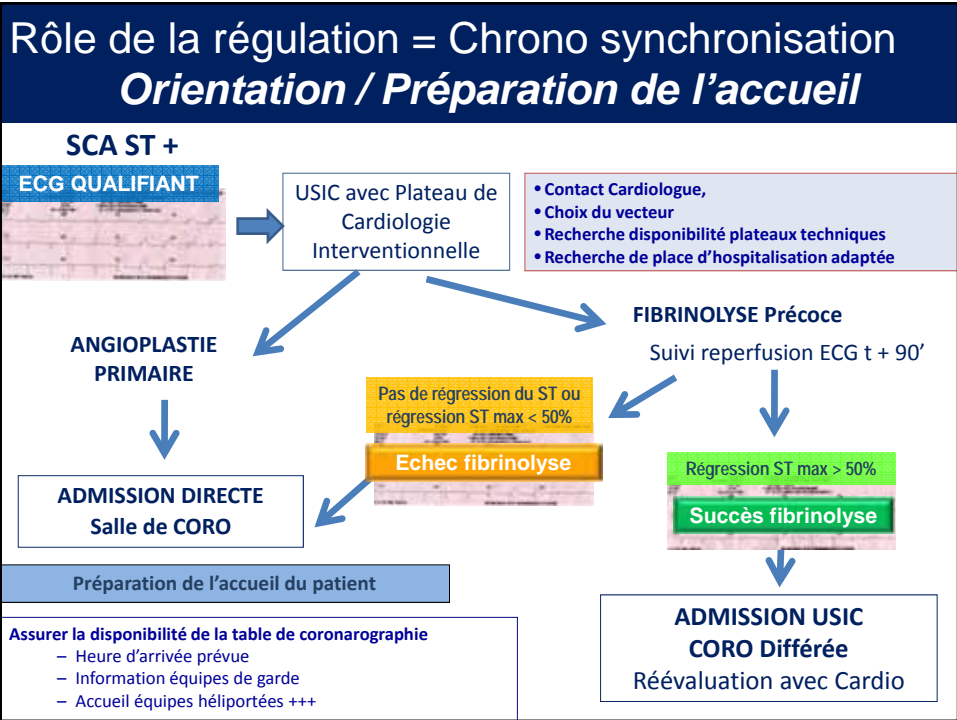 Rôle de la régulation = Chrono synchronisation
Orientation / Préparation de l’accueil
SCA ST +
ECG QUALIFIANT
USIC avec Plateau de
Cardiologie
Interventionnelle
• Contact Cardiologue,
• Choix du vecteur
• Recherche disponibilité plateaux techniques
• Recherche de place d’hospitalisation adaptée
ANGIOPLASTIE
PRIMAIRE
FIBRINOLYSE Précoce
Suivi reperfusion ECG t + 90’
Pas de régression du ST ou
régression ST max < 50%
Echec fibrinolyse
Régression ST max > 50%
Succès fibrinolyse
ADMISSION DIRECTE
Salle de CORO
Préparation de l’accueil du patient
Assurer la disponibilité de la table de coronarographie
– Heure d’arrivée prévue
– Information équipes de garde
– Accueil équipes héliportées +++
ADMISSION USIC
CORO Différée
Réévaluation avec Cardio